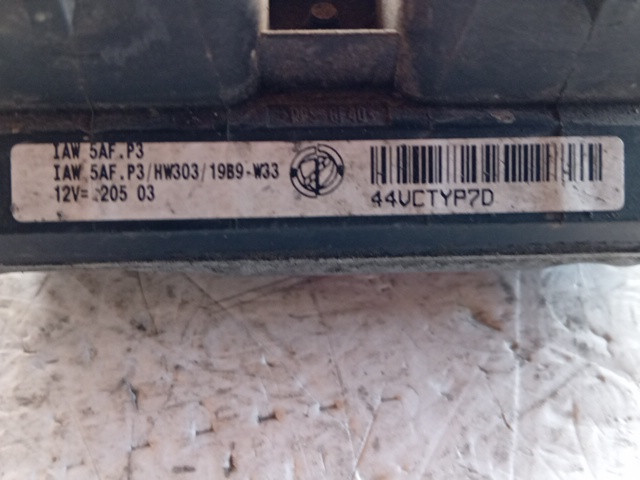 IAW 5AF.P3
IAW 5AF.P3/HW303/19B9-W33
12V= 205 03
44VCTYP7D